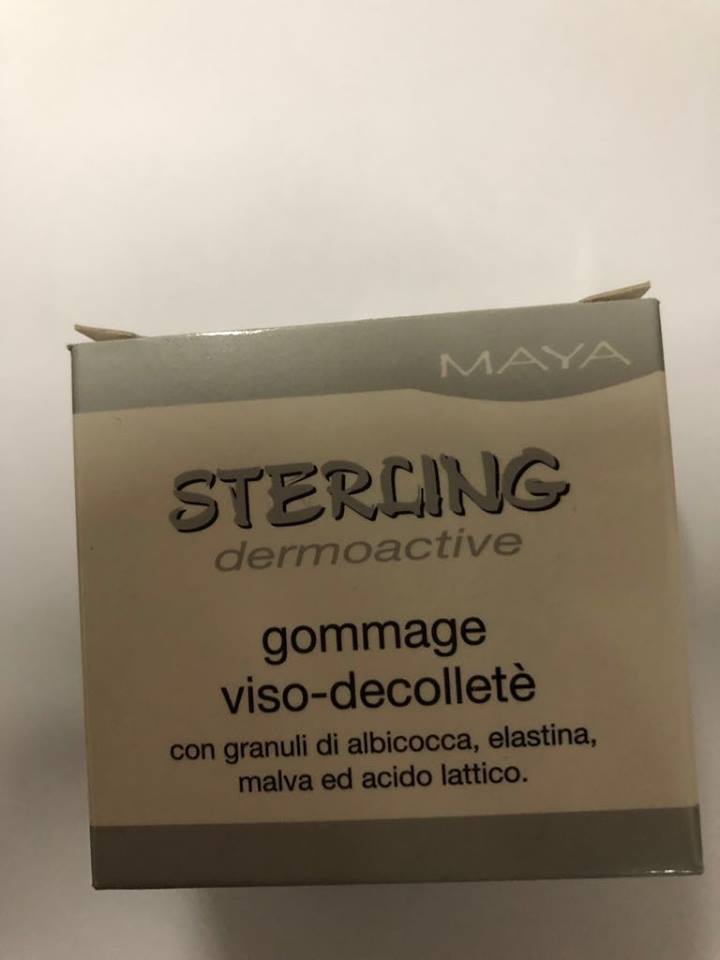 MAYA
STERLING
dermoactive
gommage
viso-decolletè
con granuli di albicocca, elastina,
malva ed acido lattico.